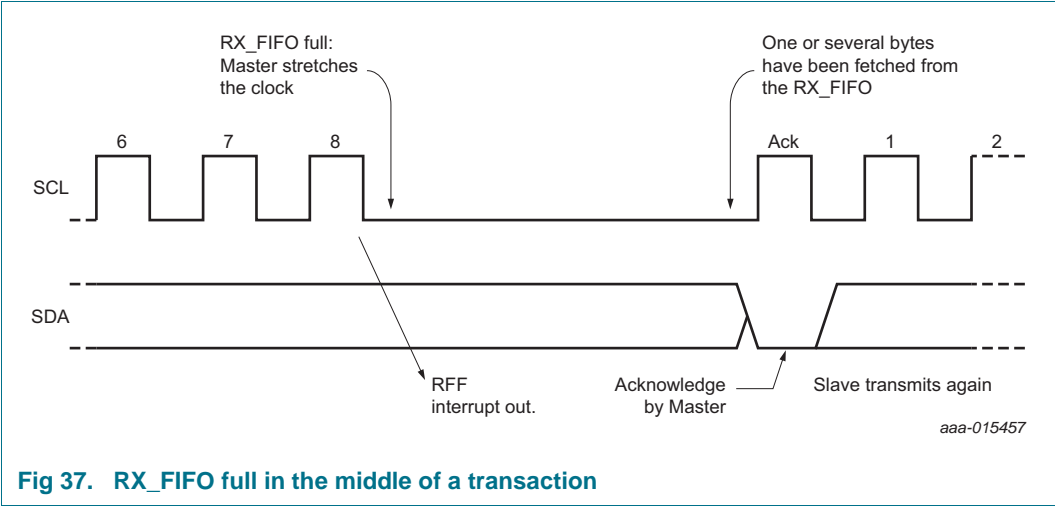 RX_FIFO full:
Master stretches
the clock
One or several bytes
have been fetched from
the RX_FIFO
6 7 8 Ack 1 2
SCL
SDA
RFF
interrupt out.
Acknowledge
by Master
Slave transmits again
aaa-015457
Fig 37. RX_FIFO full in the middle of a transaction